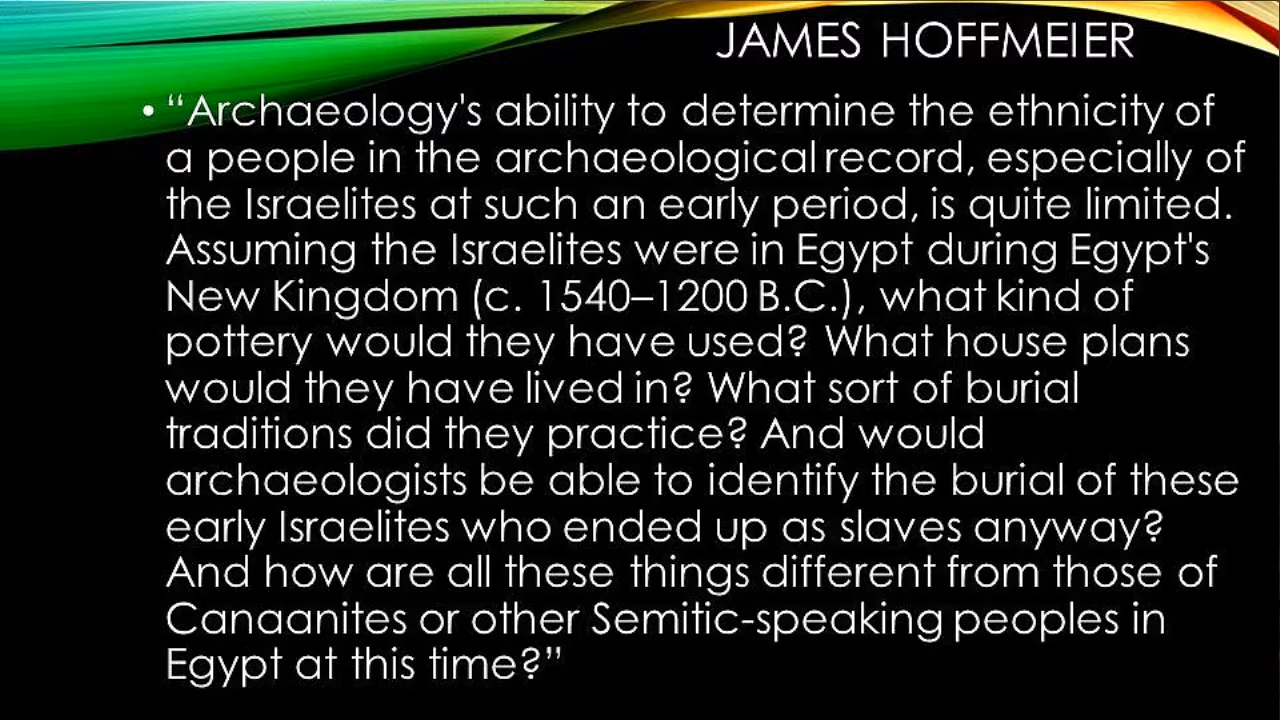 JAMES HOFFMEIER
• “Archaeology's ability to determine the ethnicity of
a people in the archaeological record, especially of
the Israelites at such an early period, is quite limited.
Assuming the Israelites were in Egypt during Egypt's
New Kingdom (c. 1540–1200 B.C.), what kind of
pottery would they have used? What house plans
would they have lived in? What sort of burial
traditions did they practice? And would
archaeologists be able to identify the burial of these
early Israelites who ended up as slaves anyway?
And how are all these things different from those of
Canaanites or other Semitic-speaking peoples in
Egypt at this time?”